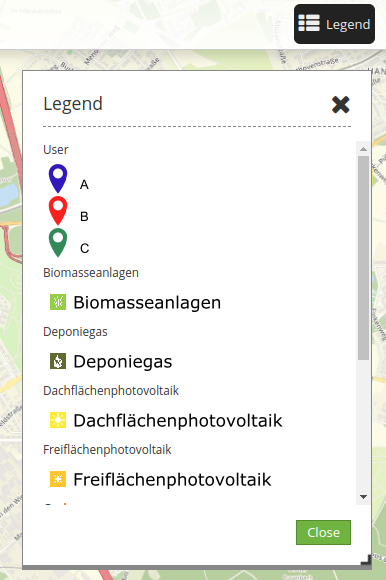 Legend
Legend
User
A
B
C
Biomasseanlagen
Biomasseanlagen
Deponiegas
Deponiegas
Dachflächenphotovoltaik
Dachflächenphotovoltaik
Freiflächenphotovoltaik
Freiflächenphotovoltaik
Close